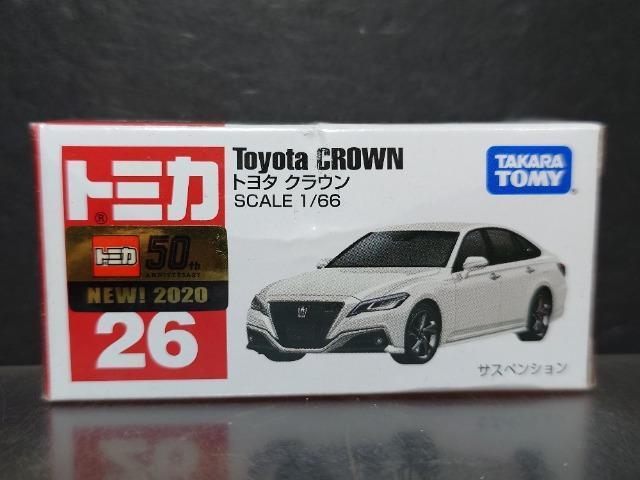 トミカ
®
トミカ 50th
ANNIVERSARY
NEW! 2020
26
Toyota CROWN
トヨタ クラウン
SCALE 1/66
TAKARA
TOMY
サスペンション